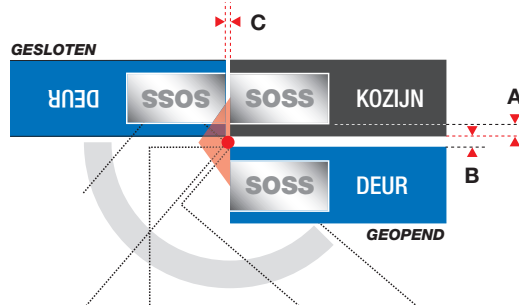 C
GESLOTEN
DEUR
SOSS
SOSS
KOZIJN
A
B
SOSS
DEUR
GEOPEND